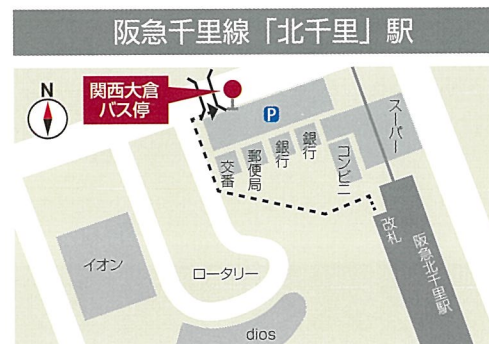 阪急千里線「北千里」駅
N
関西大倉
バス停
P
スーパー
交番
郵便局
銀行
銀行
コンビニ
改札
阪急北千里駅
イオン
ロータリー
dios